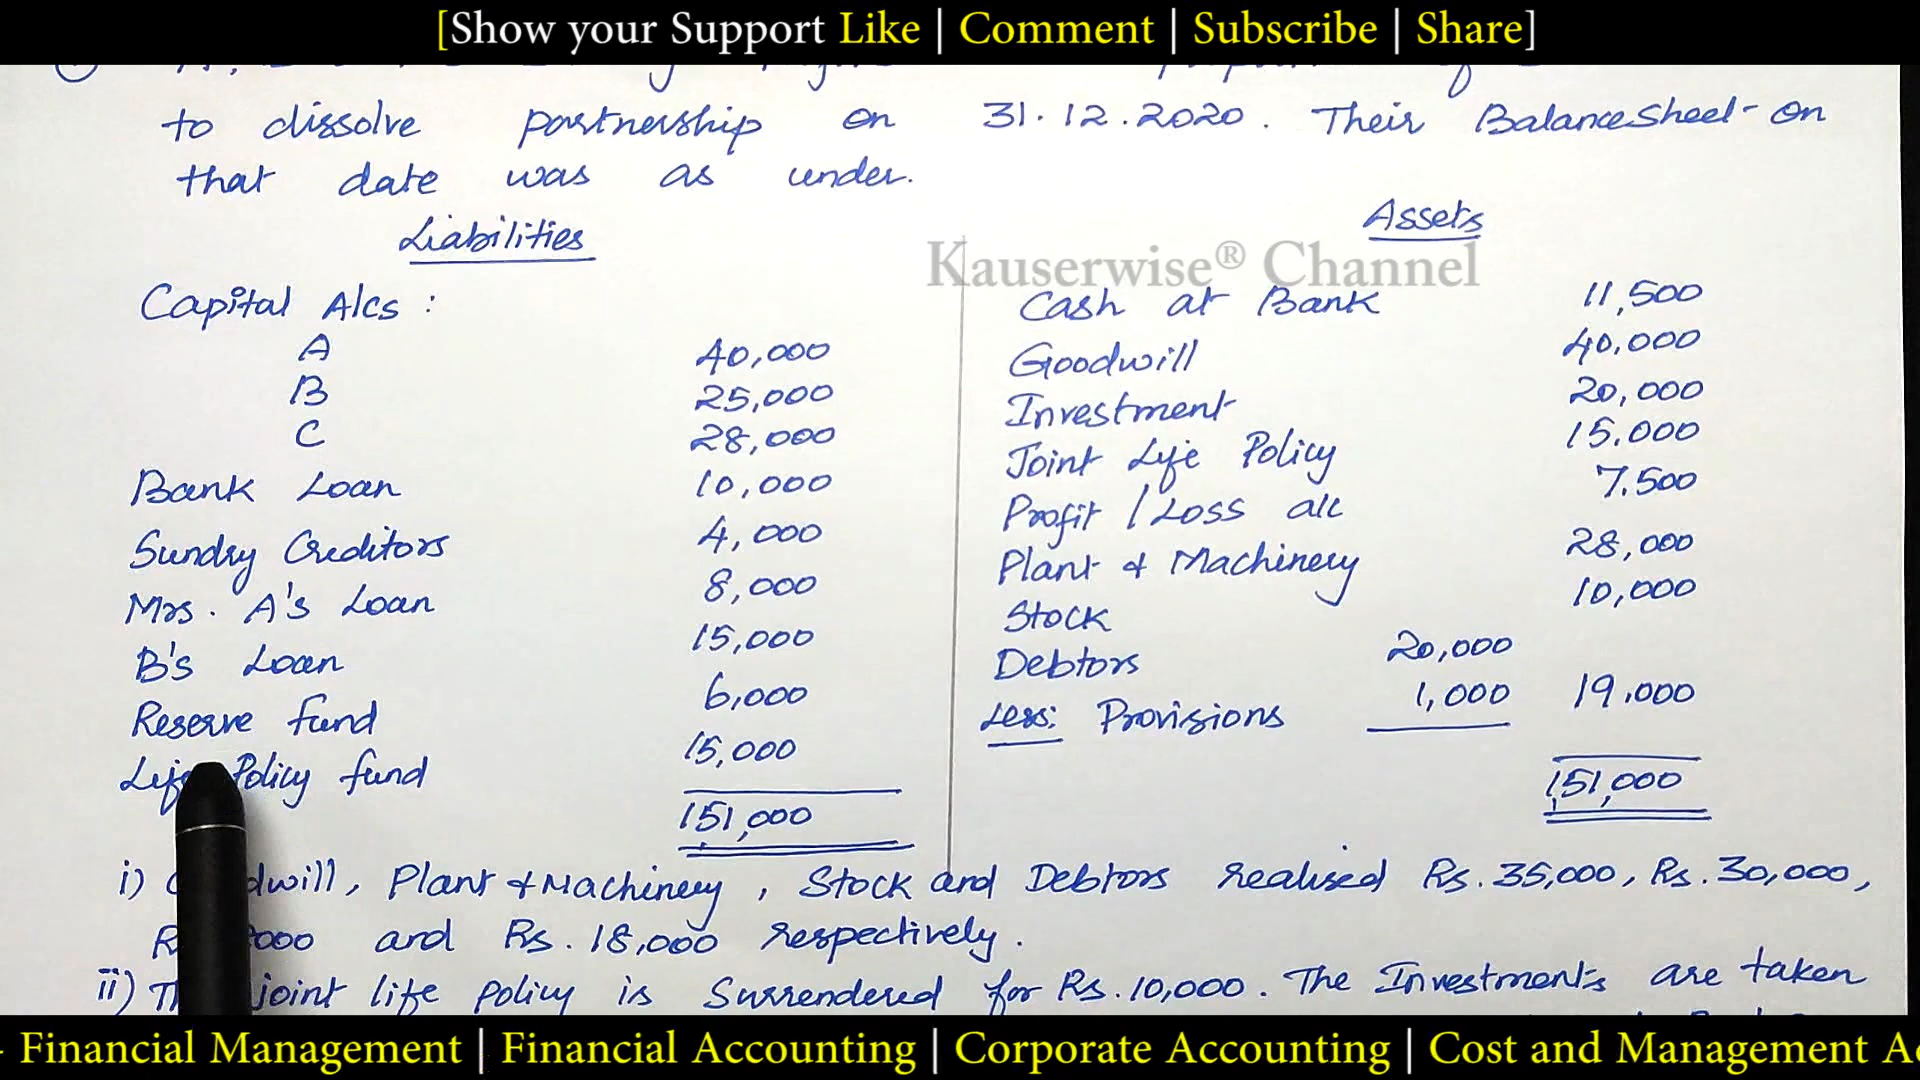 [Show your Support Like | Comment | Subscribe | Share]
to dissolve partnership on 31.12.2020. Their BalanceSheet on
that date was as under.
Liabilities
Assets
Kauserwise® Channel
Capital A/cs :
A 40,000
B 25,000
C 28,000
Bank Loan 10,000
Sundry Creditors 4,000
Mrs. A's Loan 8,000
B's Loan 15,000
Reserve fund 6,000
Life Policy fund 15,000
151,000
Cash at Bank 11,500
Goodwill 40,000
Investment 20,000
Joint Life Policy 15,000
Profit / Loss a/c 7,500
Plant & Machinery 28,000
Stock 10,000
Debtors 20,000
Less: Provisions 1,000 19,000
151,000
i) dwill, Plant & Machinery, Stock and Debtors realised Rs. 35,000, Rs. 30,000,
and Rs. 18,000 respectively.
ii) joint life policy is Surrendered for Rs. 10,000. The Investments are taken
Financial Management | Financial Accounting | Corporate Accounting | Cost and Management